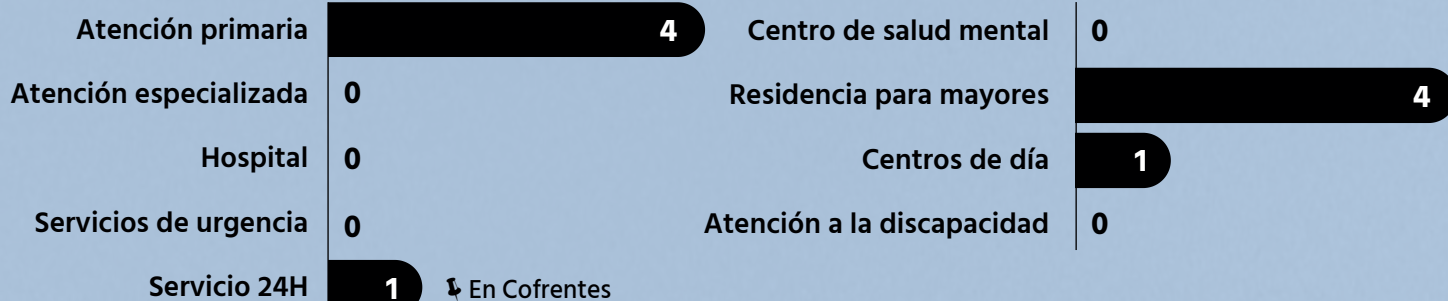 Atención primaria 4
Atención especializada 0
Hospital 0
Servicios de urgencia 0
Servicio 24H 1 En Cofrentes
Centro de salud mental 0
Residencia para mayores 4
Centros de día 1
Atención a la discapacidad 0